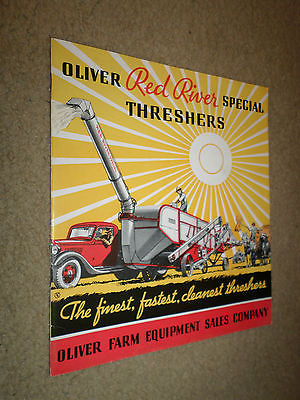 OLIVER Red River SPECIAL
THRESHERS
The finest, fastest, cleanest threshers
OLIVER FARM EQUIPMENT SALES COMPANY